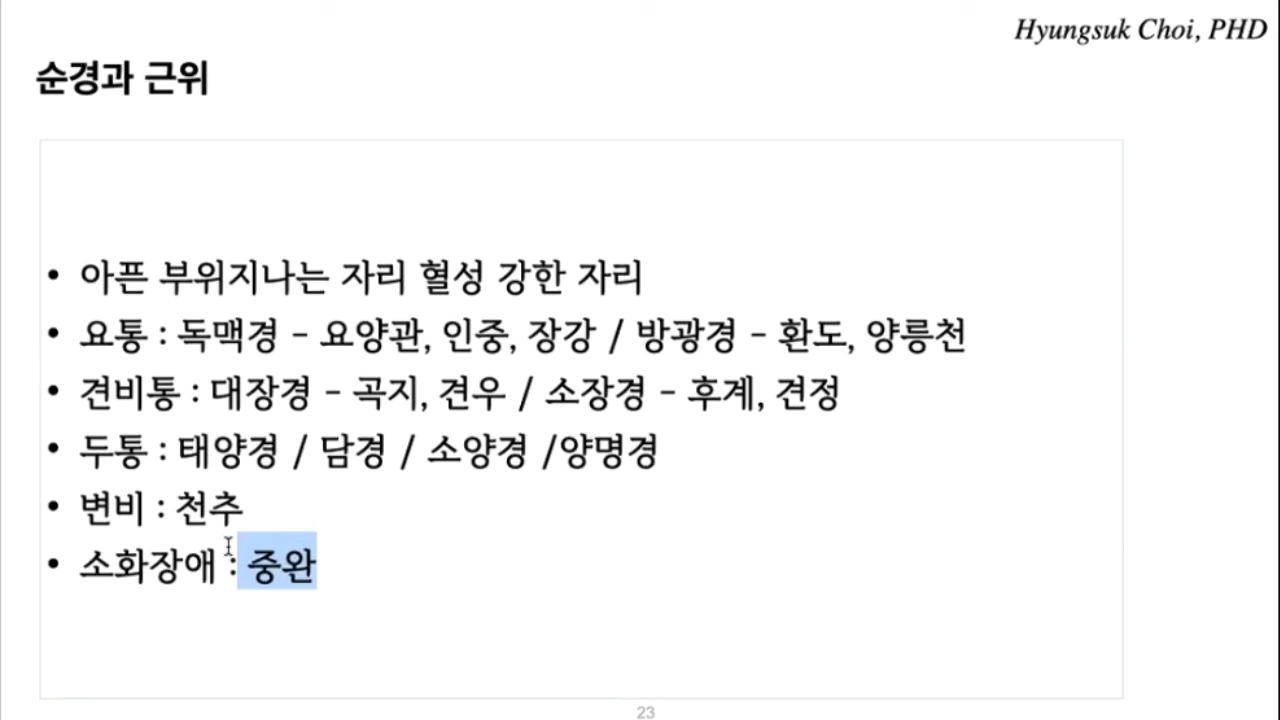 Hyungsuk Choi, PHD
순경과 근위
• 아픈 부위지나는 자리 혈성 강한 자리
• 요통 : 독맥경 – 요양관, 인중, 장강 / 방광경 – 환도, 양릉천
• 견비통 : 대장경 – 곡지, 견우 / 소장경 – 후계, 견정
• 두통 : 태양경 / 담경 / 소양경 /양명경
• 변비 : 천추
• 소화장애 : 중완
23